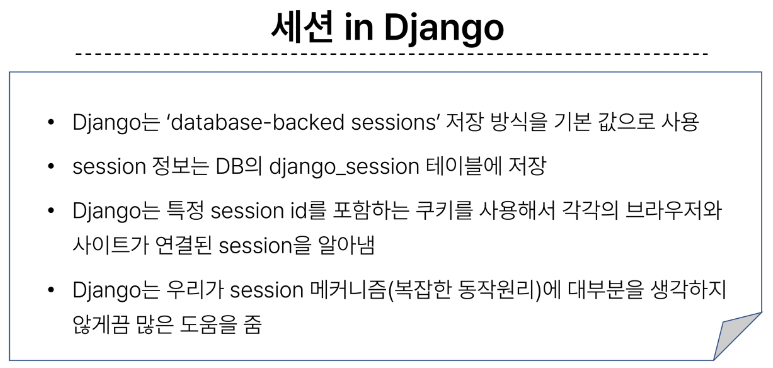 세션 in Django
• Django는 ‘database-backed sessions’ 저장 방식을 기본 값으로 사용
• session 정보는 DB의 django_session 테이블에 저장
• Django는 특정 session id를 포함하는 쿠키를 사용해서 각각의 브라우저와
사이트가 연결된 session을 알아냄
• Django는 우리가 session 메커니즘(복잡한 동작원리)에 대부분을 생각하지
않게끔 많은 도움을 줌